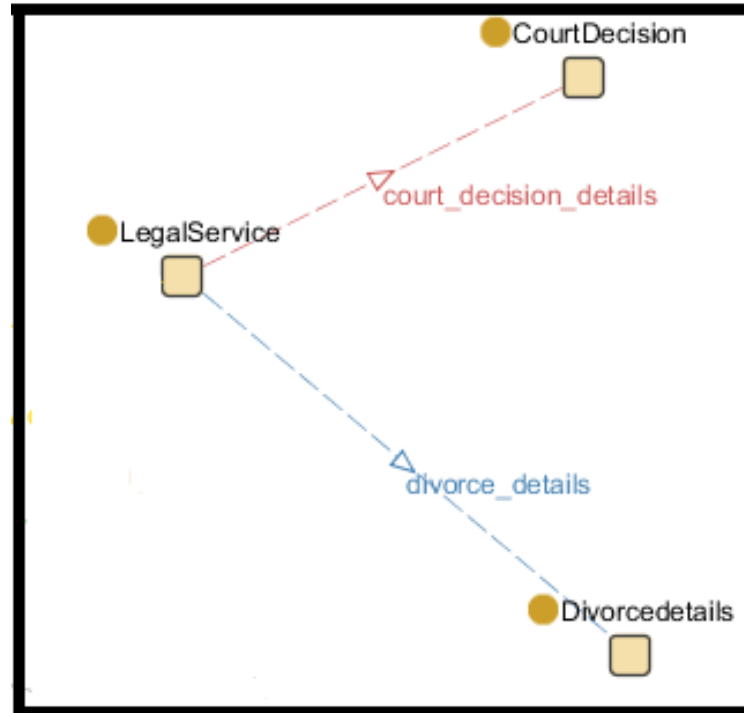 CourtDecision
court_decision_details
LegalService
divorce_details
Divorcedetails